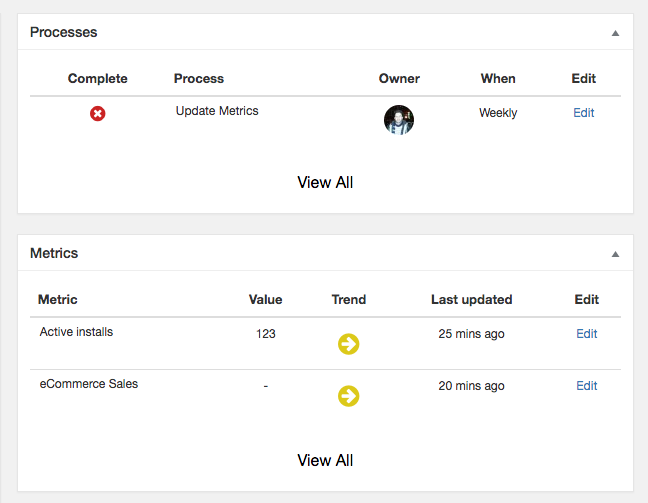 Processes
Complete Process Owner When Edit
Update Metrics Weekly Edit
View All
Metrics
Metric Value Trend Last updated Edit
Active installs 123 25 mins ago Edit
eCommerce Sales - 20 mins ago Edit
View All